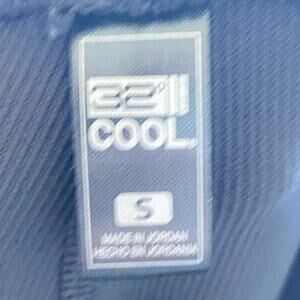 32°
COOL
S
MADE IN JORDAN
HECHO EN JORDANIA